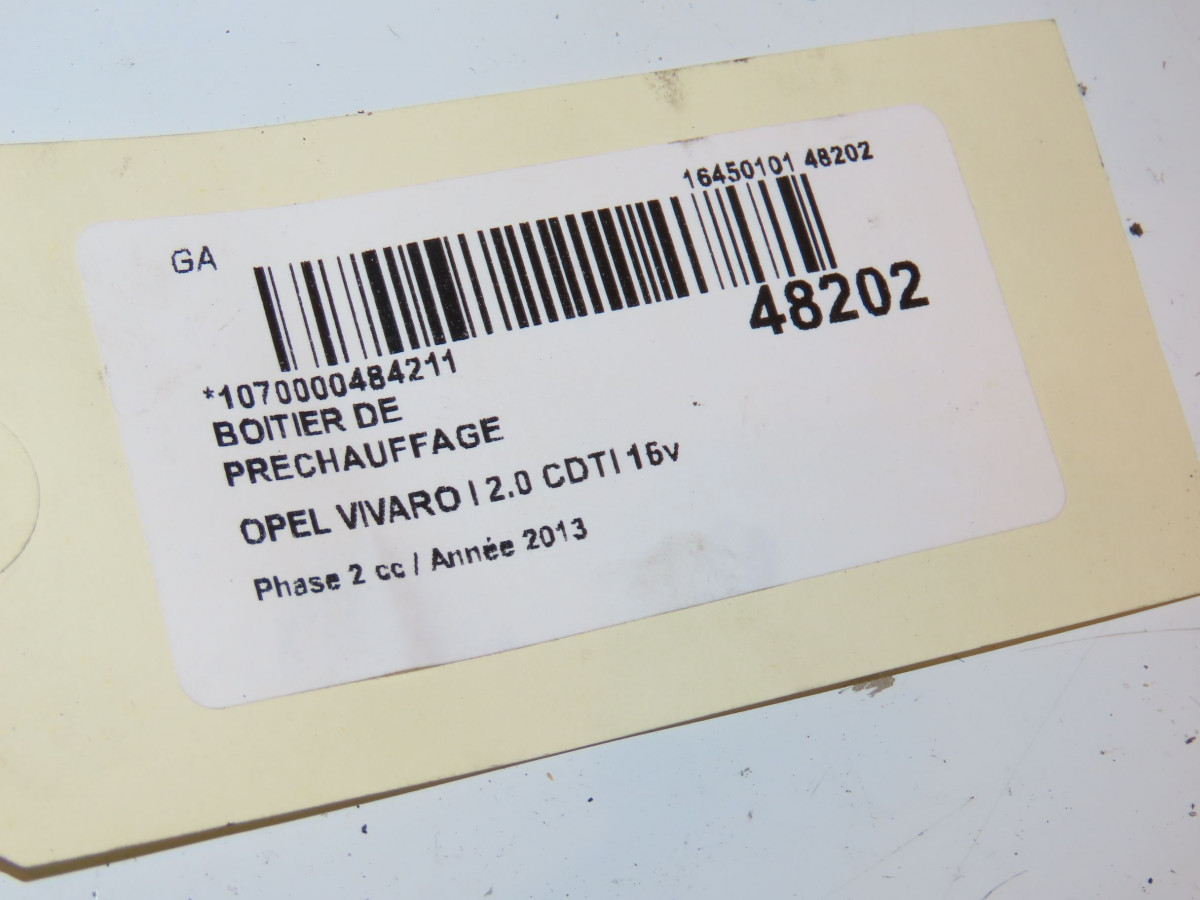 16450101 48202
GA
48202
*1070000484211
BOITIER DE
PRECHAUFFAGE
OPEL VIVARO I 2.0 CDTI 16v
Phase 2 cc / Année 2013